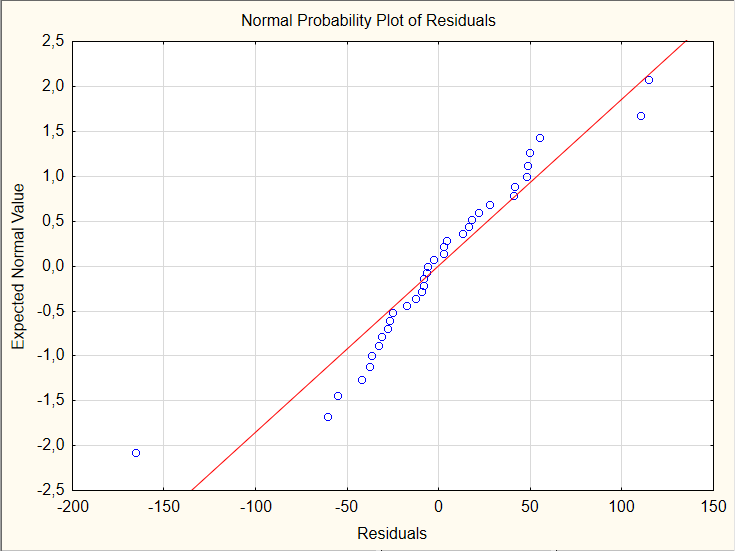 Normal Probability Plot of Residuals
2,5
2,0
1,5
1,0
0,5
0,0
-0,5
-1,0
-1,5
-2,0
-2,5
Expected Normal Value
-200 -150 -100 -50 0 50 100 150
Residuals